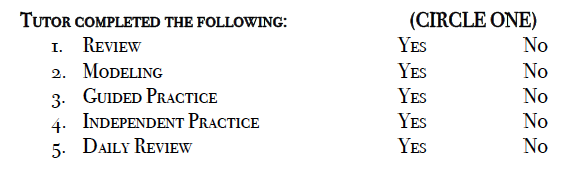 TUTOR COMPLETED THE FOLLOWING: (CIRCLE ONE)
1. REVIEW YES NO
2. MODELING YES NO
3. GUIDED PRACTICE YES NO
4. INDEPENDENT PRACTICE YES NO
5. DAILY REVIEW YES NO